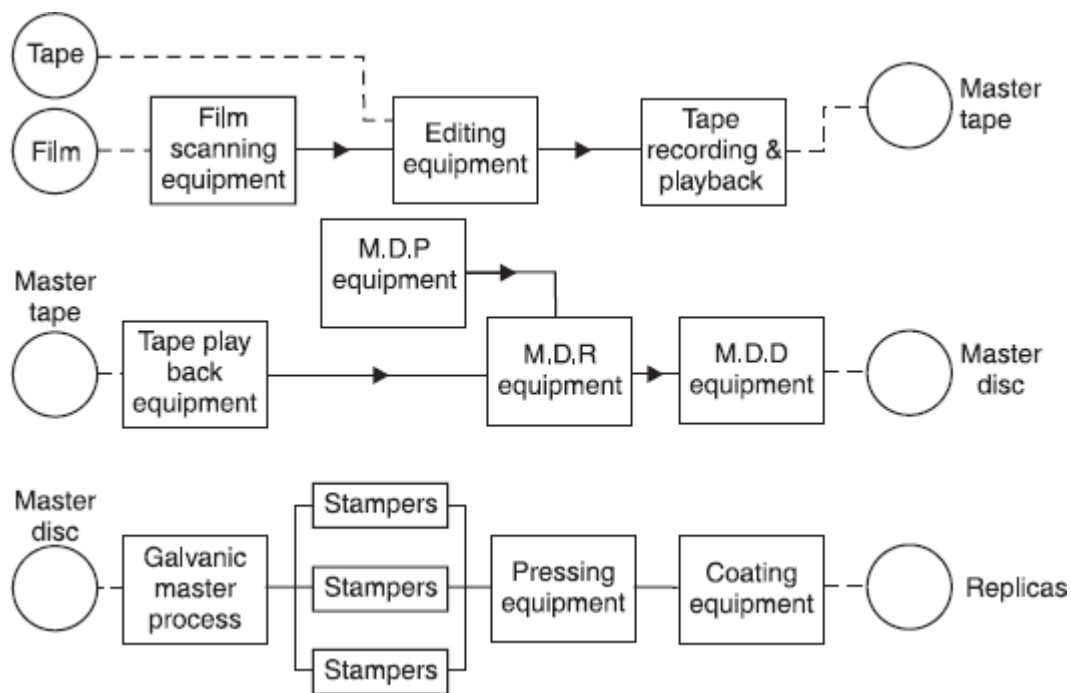 Tape
Film
Film
scanning
equipment
Editing
equipment
Tape
recording &
playback
Master
tape
M.D.P
equipment
Master
tape
Tape play
back
equipment
M.D.R
equipment
M.D.D
equipment
Master
disc
Master
disc
Galvanic
master
process
Stampers
Stampers
Stampers
Pressing
equipment
Coating
equipment
Replicas